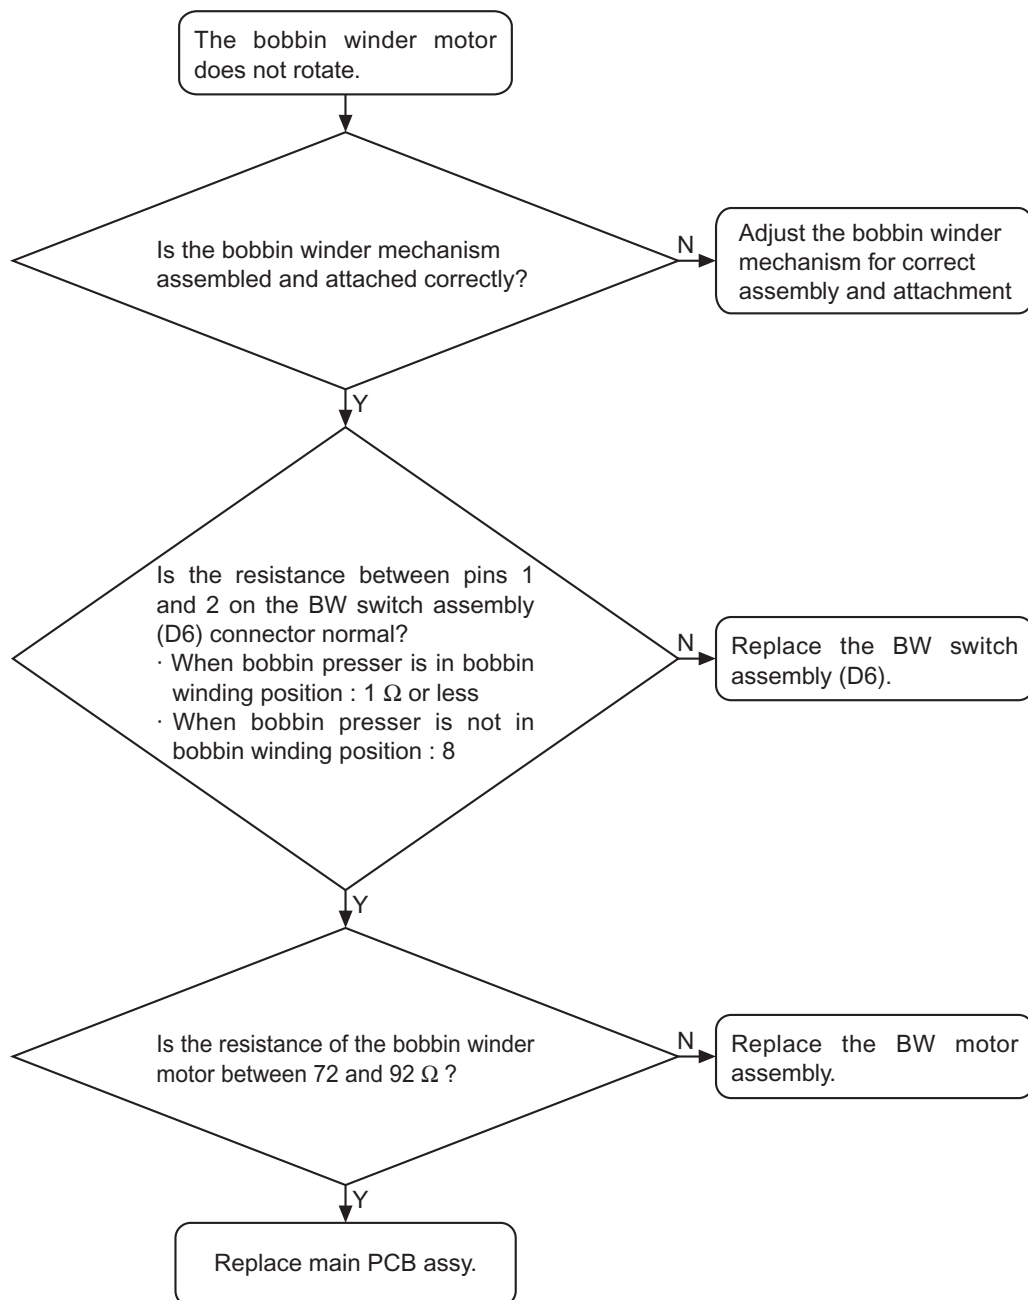 The bobbin winder motor
does not rotate.
Is the bobbin winder mechanism
assembled and attached correctly?
N
Adjust the bobbin winder
mechanism for correct
assembly and attachment
Y
Is the resistance between pins 1
and 2 on the BW switch assembly
(D6) connector normal?
· When bobbin presser is in bobbin
winding position : 1 Ω or less
· When bobbin presser is not in
bobbin winding position : 8
N
Replace the BW switch
assembly (D6).
Y
Is the resistance of the bobbin winder
motor between 72 and 92 Ω ?
N
Replace the BW motor
assembly.
Y
Replace main PCB assy.